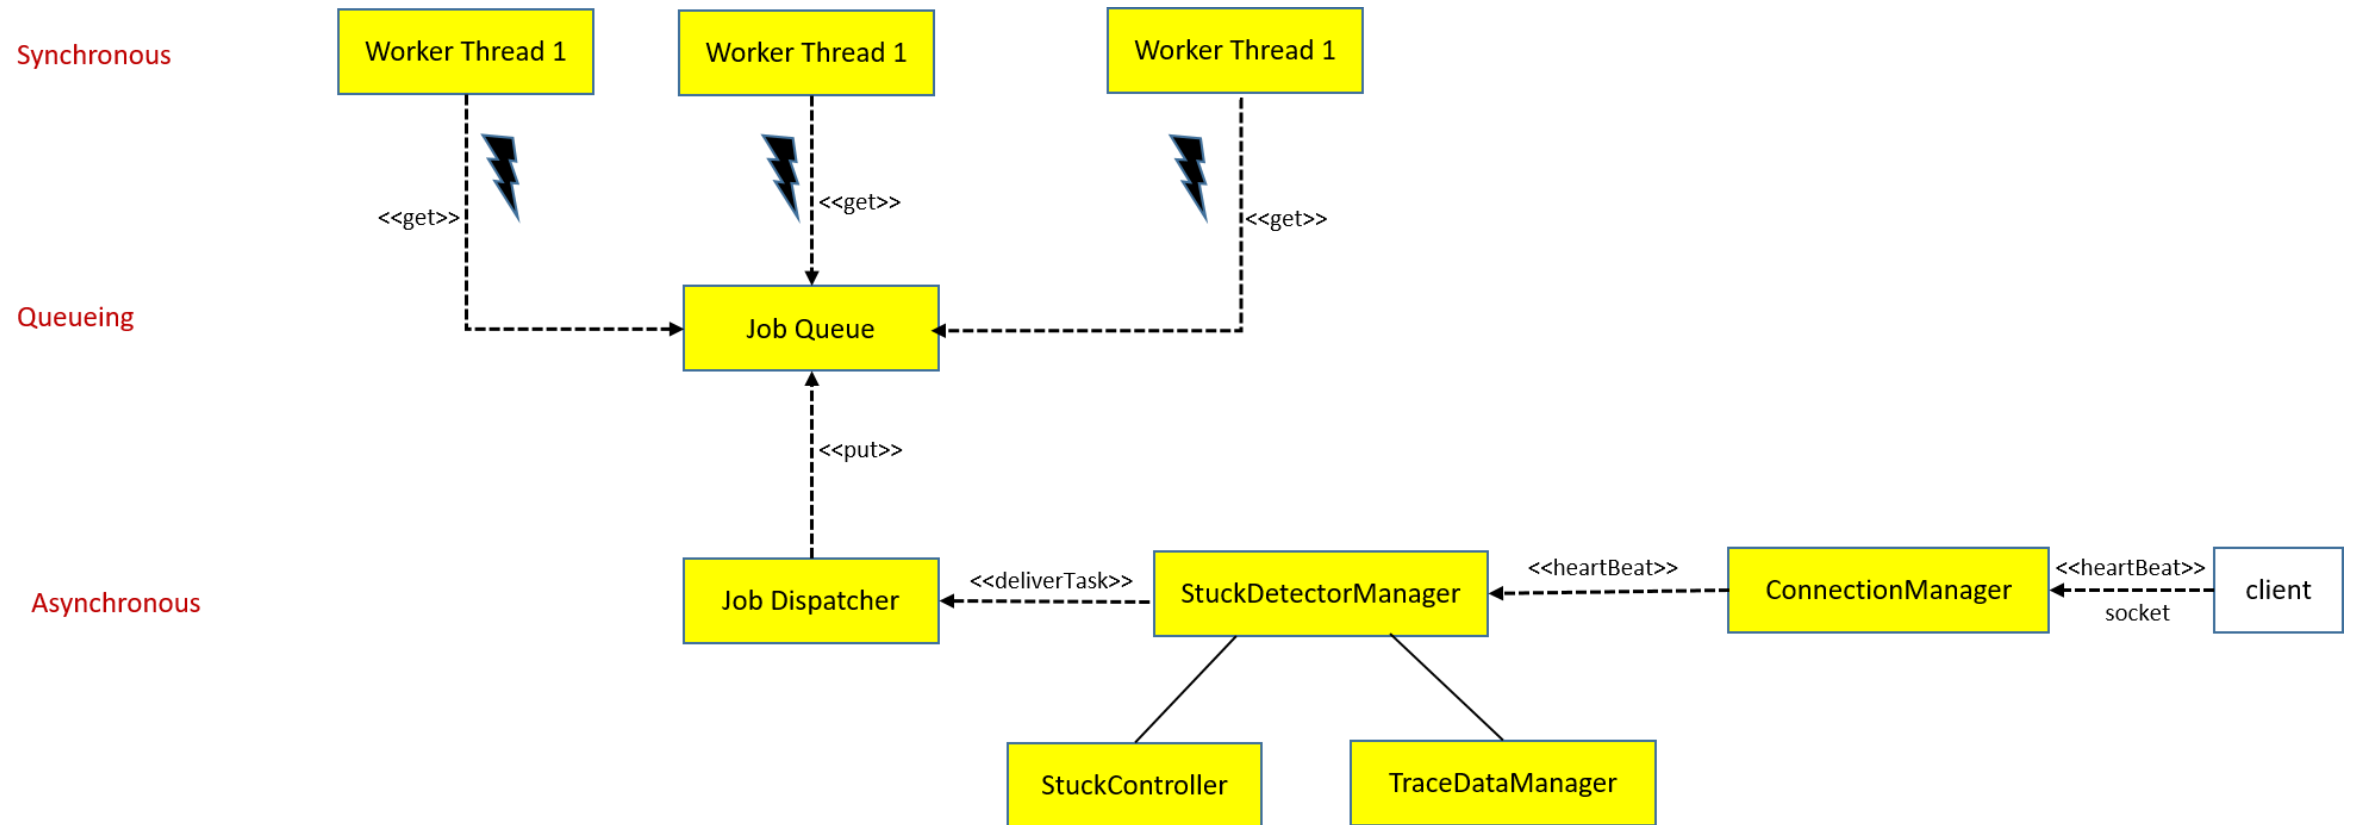 Synchronous
Worker Thread 1
Worker Thread 1
Worker Thread 1
<<get>>
<<get>>
<<get>>
Queueing
Job Queue
<<put>>
Asynchronous
Job Dispatcher
<<deliverTask>>
StuckDetectorManager
<<heartBeat>>
ConnectionManager
<<heartBeat>>
socket
client
StuckController
TraceDataManager